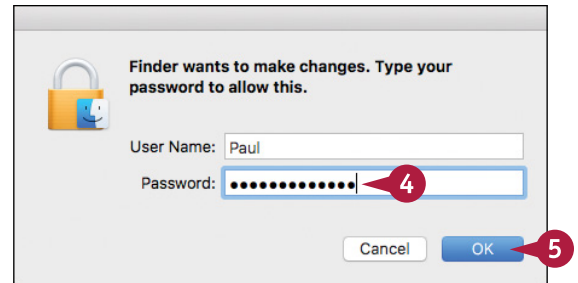 Finder wants to make changes. Type your
password to allow this.
User Name: Paul
Password: ●●●●●●●●●●●●● 4
Cancel OK 5